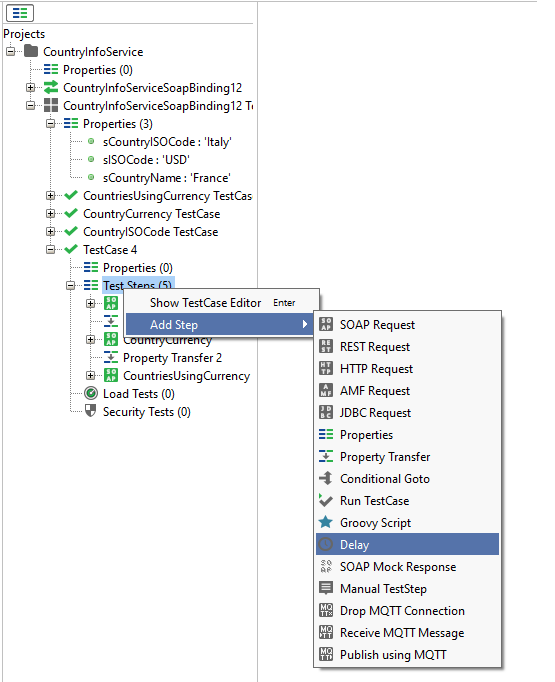 Projects
CountryInfoService
Properties (0)
CountryInfoServiceSoapBinding12
CountryInfoServiceSoapBinding12 Te
Properties (3)
sCountryISOCode : 'Italy'
sISOCode : 'USD'
sCountryName : 'France'
CountriesUsingCurrency TestCase
CountryCurrency TestCase
CountryISOCode TestCase
TestCase 4
Properties (0)
Test Steps (5)
Show TestCase Editor Enter
Add Step
CountryCurrency
Property Transfer 2
CountriesUsingCurrency
Load Tests (0)
Security Tests (0)
SOAP Request
REST Request
HTTP Request
AMF Request
JDBC Request
Properties
Property Transfer
Conditional Goto
Run TestCase
Groovy Script
Delay
SOAP Mock Response
Manual TestStep
Drop MQTT Connection
Receive MQTT Message
Publish using MQTT